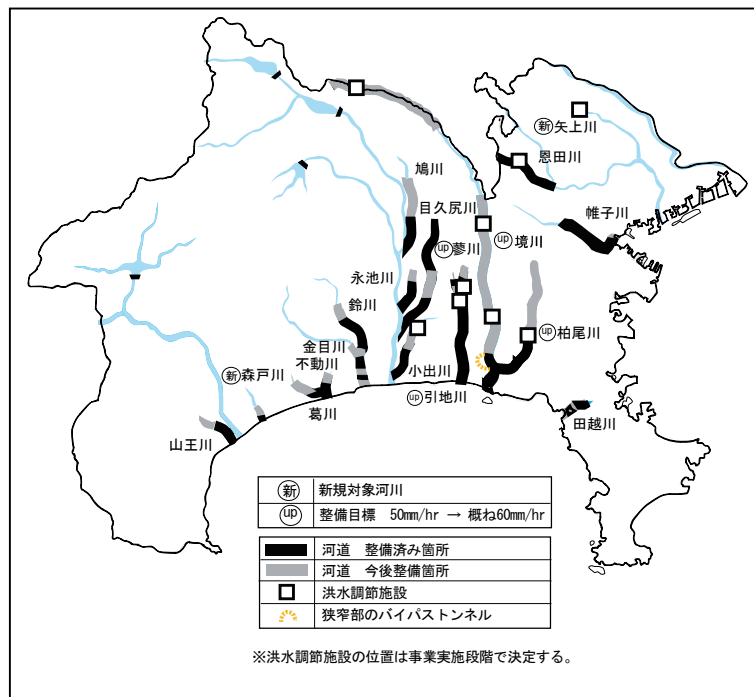 新 矢上川
恩田川
鳩川
目久尻川
帷子川
up 蓼川
up 境川
永池川
鈴川
金目川
不動川
up 柏尾川
新 森戸川
小出川
葛川
up 引地川
田越川
山王川
新 新規対象河川
up 整備目標 50mm/hr → 概ね60mm/hr
河道 整備済み箇所
河道 今後整備箇所
洪水調節施設
狭窄部のバイパストンネル
※洪水調節施設の位置は事業実施段階で決定する。